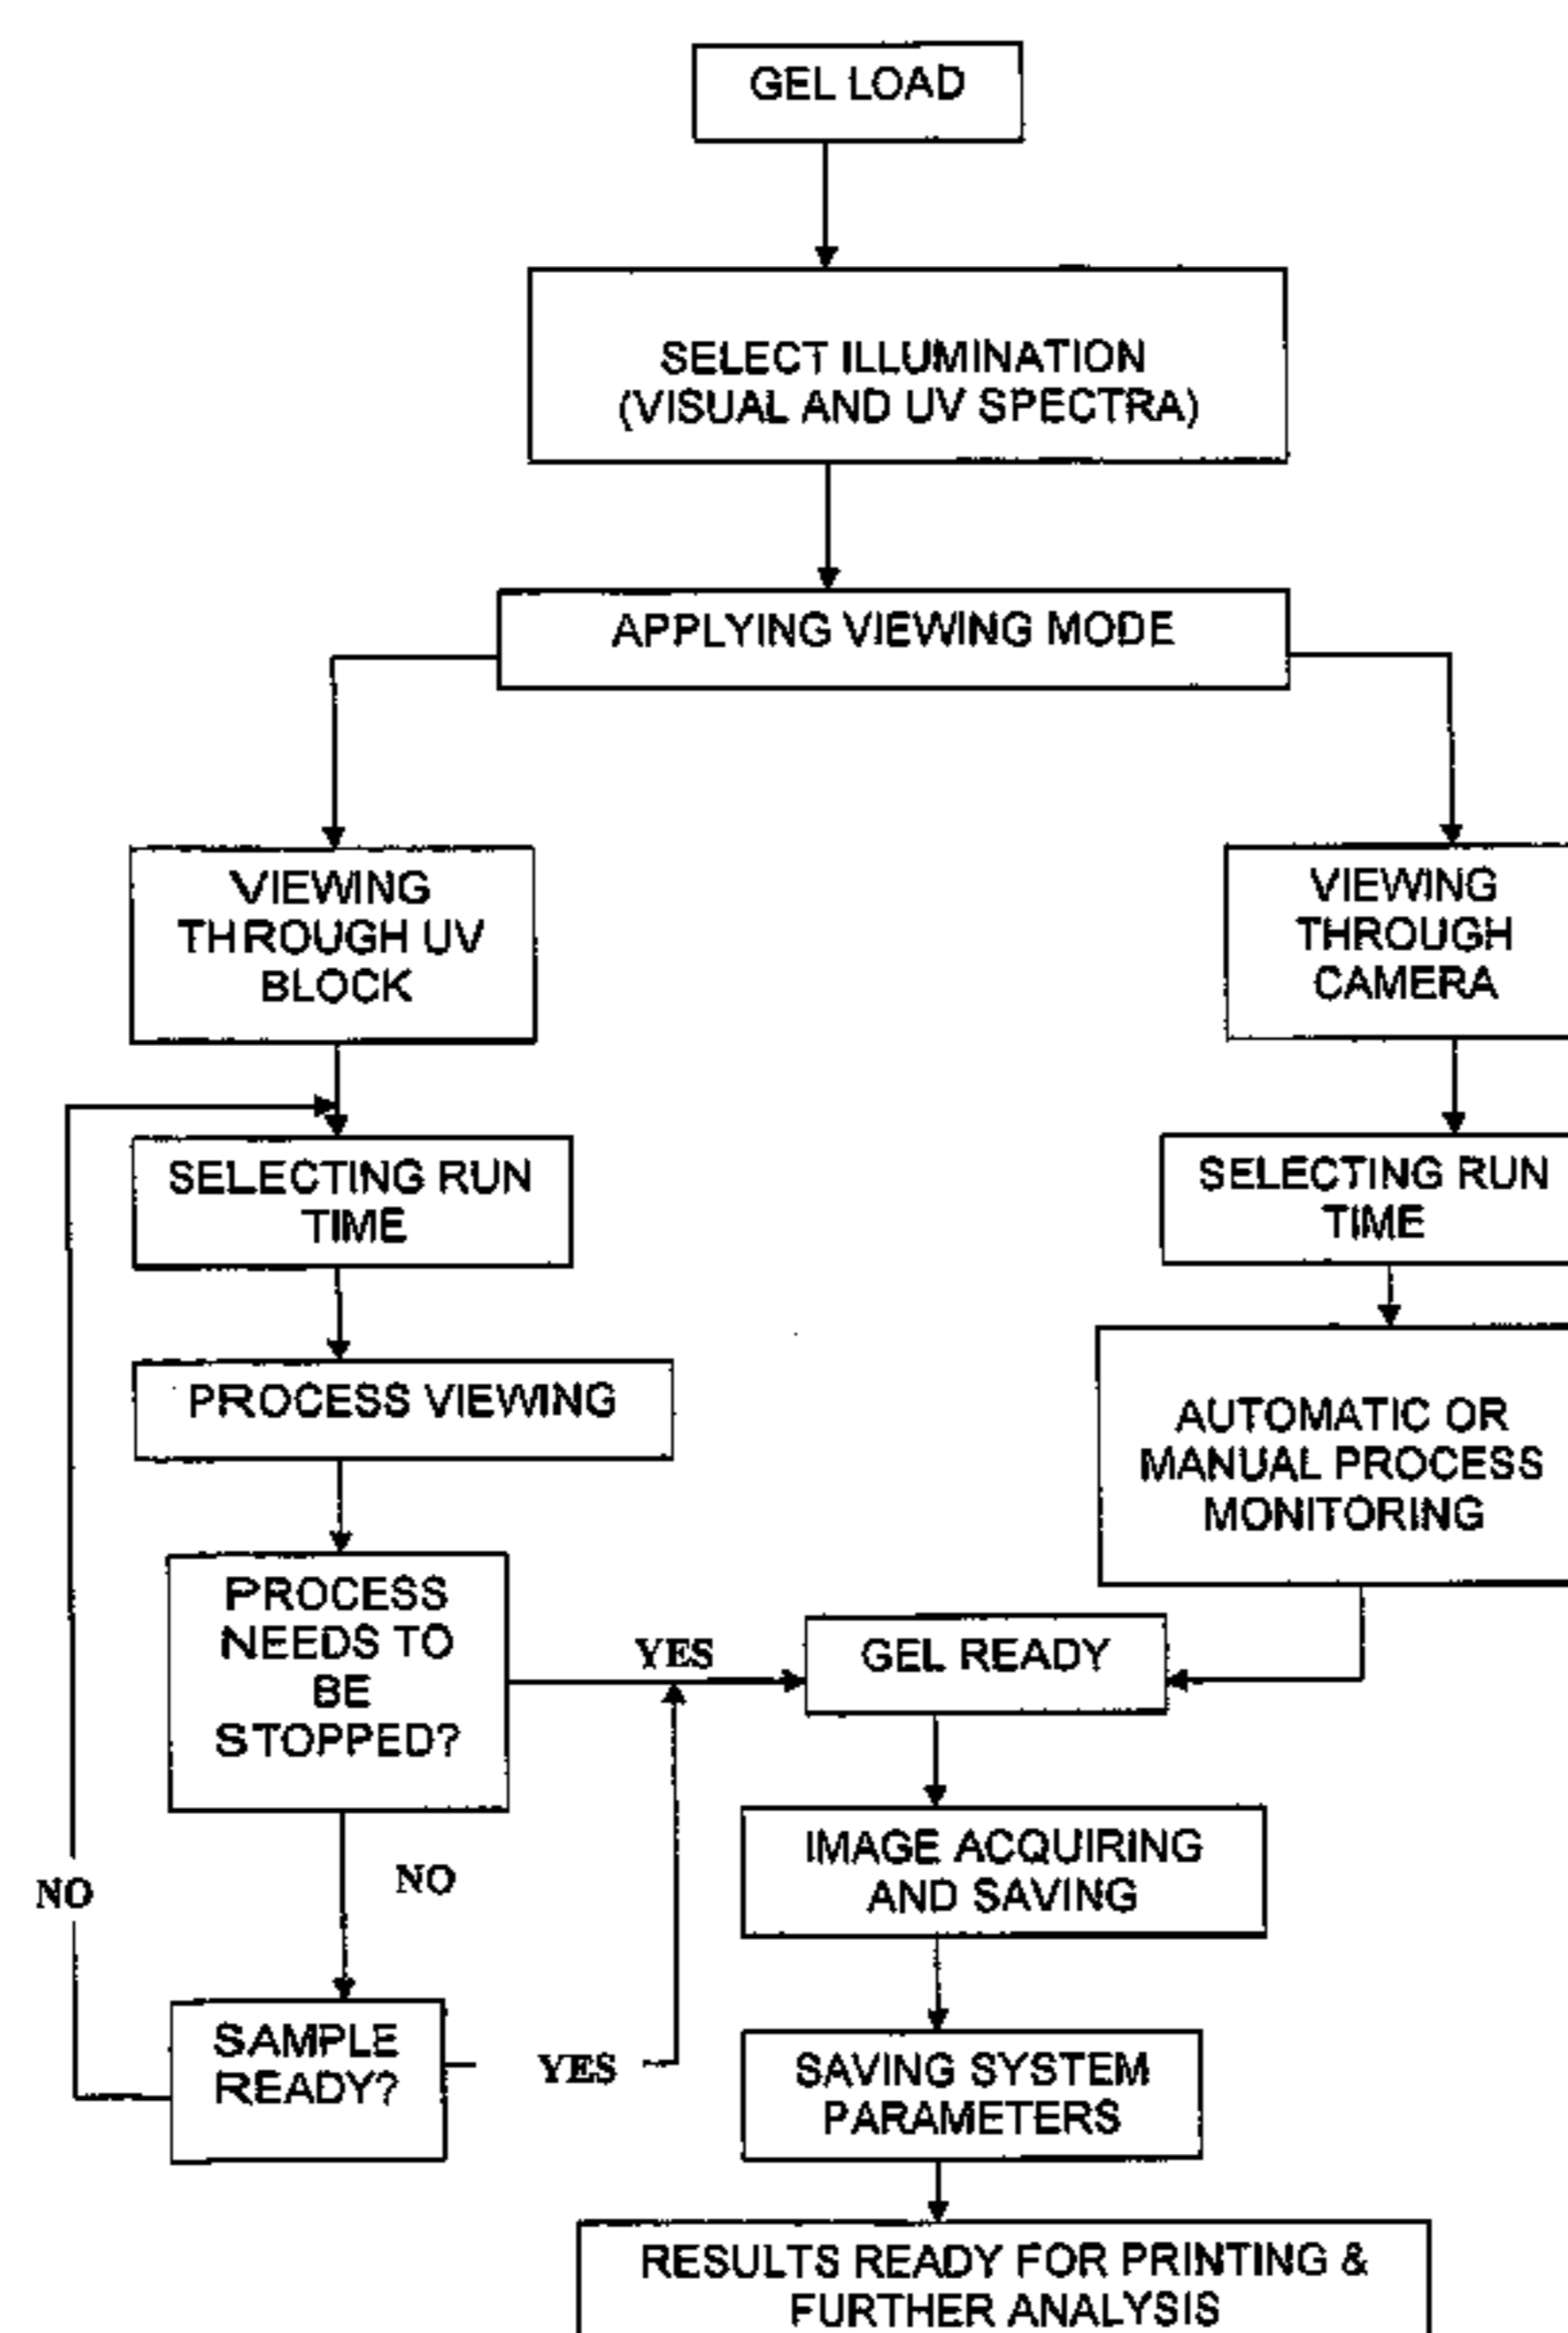 GEL LOAD
SELECT ILLUMINATION
(VISUAL AND UV SPECTRA)
APPLYING VIEWING MODE
VIEWING
THROUGH UV
BLOCK
VIEWING
THROUGH
CAMERA
SELECTING RUN
TIME
SELECTING RUN
TIME
PROCESS VIEWING
AUTOMATIC OR
MANUAL PROCESS
MONITORING
PROCESS
NEEDS TO
BE
STOPPED?
YES
GEL READY
NO
NO
IMAGE ACQUIRING
AND SAVING
SAMPLE
READY?
YES
SAVING SYSTEM
PARAMETERS
RESULTS READY FOR PRINTING &
FURTHER ANALYSIS